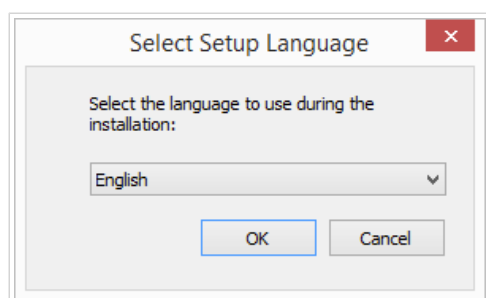 Select Setup Language
Select the language to use during the
installation:
English
OK
Cancel